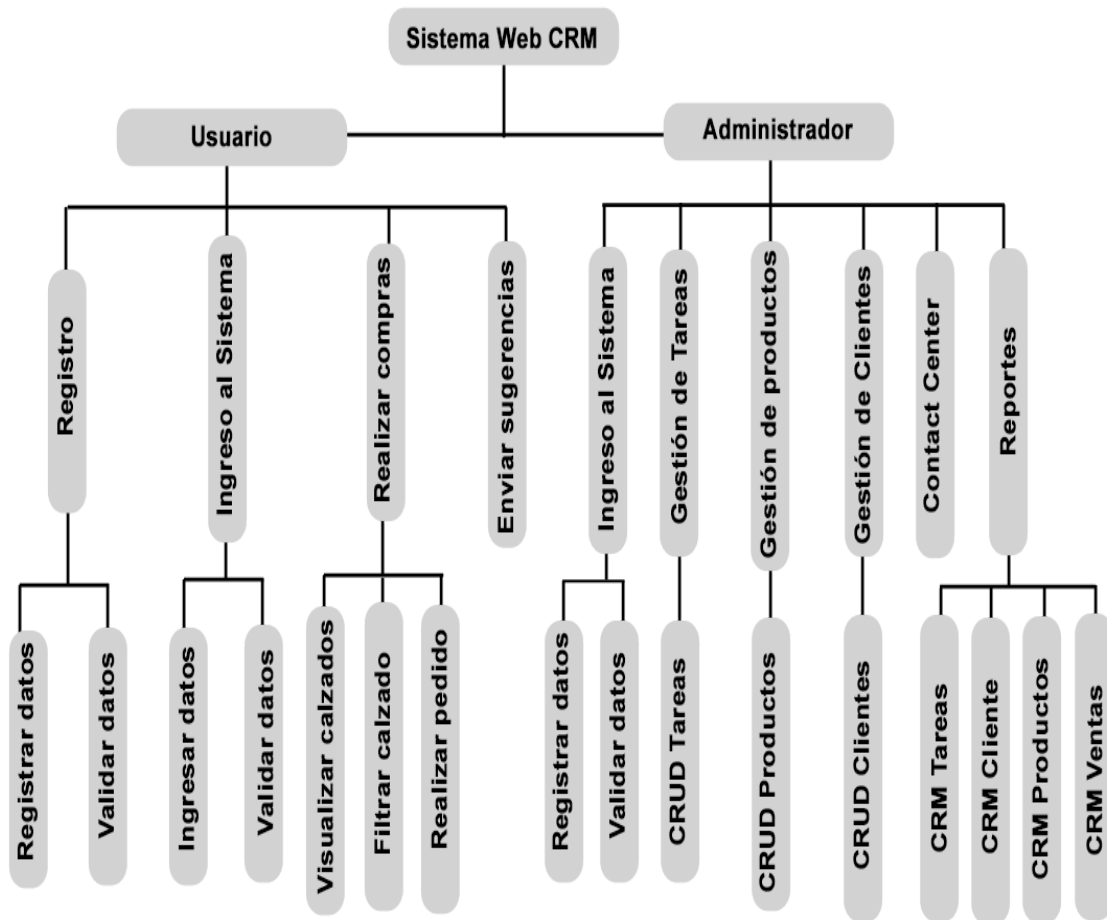 Sistema Web CRM
Usuario
Administrador
Registro
Ingreso al Sistema
Realizar compras
Enviar sugerencias
Ingreso al Sistema
Gestión de Tareas
Gestión de productos
Gestión de Clientes
Contact Center
Reportes
Registrar datos
Validar datos
Ingresar datos
Validar datos
Visualizar calzados
Filtrar calzado
Realizar pedido
Registrar datos
Validar datos
CRUD Tareas
CRUD Productos
CRUD Clientes
CRM Tareas
CRM Cliente
CRM Productos
CRM Ventas